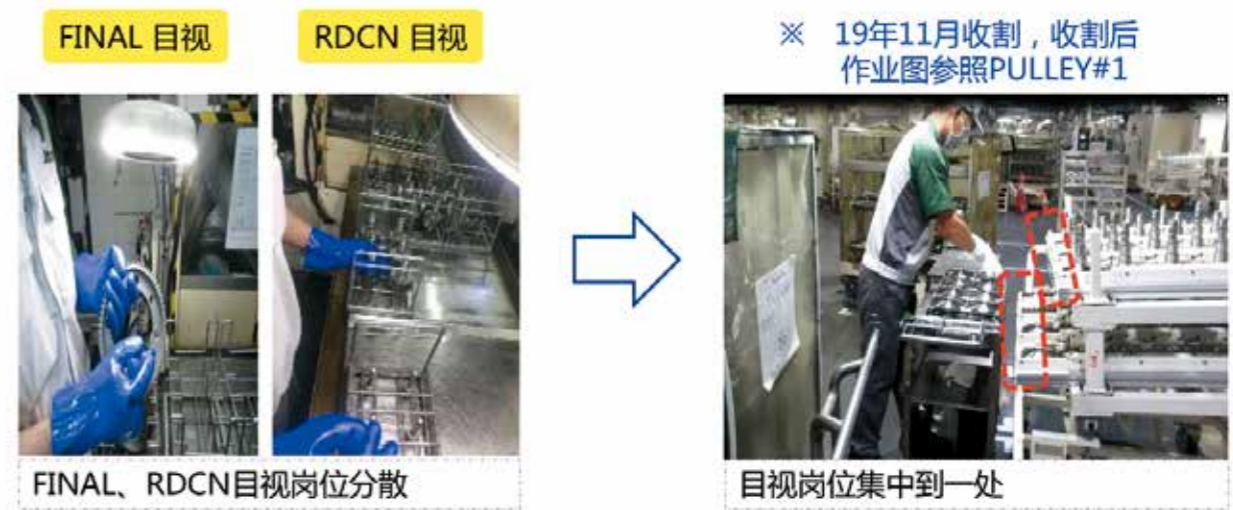 FINAL 目视
RDCN 目视
※ 19年11月收割，收割后
作业图参照PULLEY#1
FINAL、RDCN目视岗位分散
目视岗位集中到一处